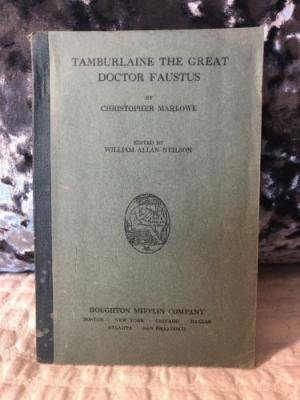 TAMBURLAINE THE GREAT
DOCTOR FAUSTUS
BY
CHRISTOPHER MARLOWE
EDITED BY
WILLIAM ALLAN NEILSON
HOUGHTON MIFFLIN COMPANY
BOSTON · NEW YORK · CHICAGO · DALLAS
ATLANTA · SAN FRANCISCO